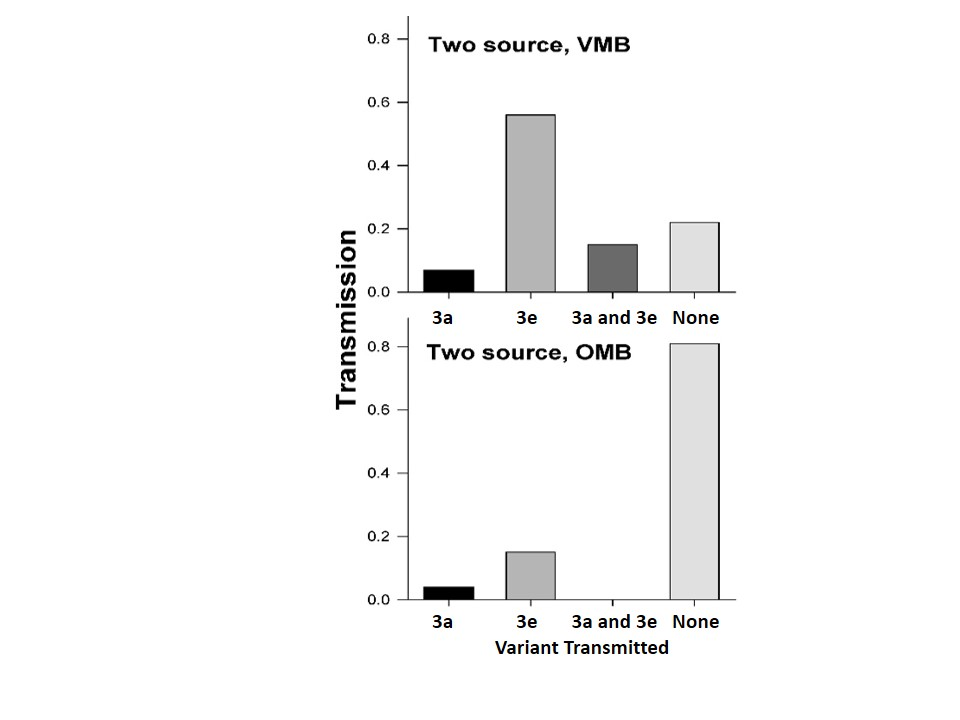 Two source, VMB
0.8
0.6
0.4
0.2
0.0
3a 3e 3a and 3e None
Transmission
Two source, OMB
0.8
0.6
0.4
0.2
0.0
3a 3e 3a and 3e None
Variant Transmitted